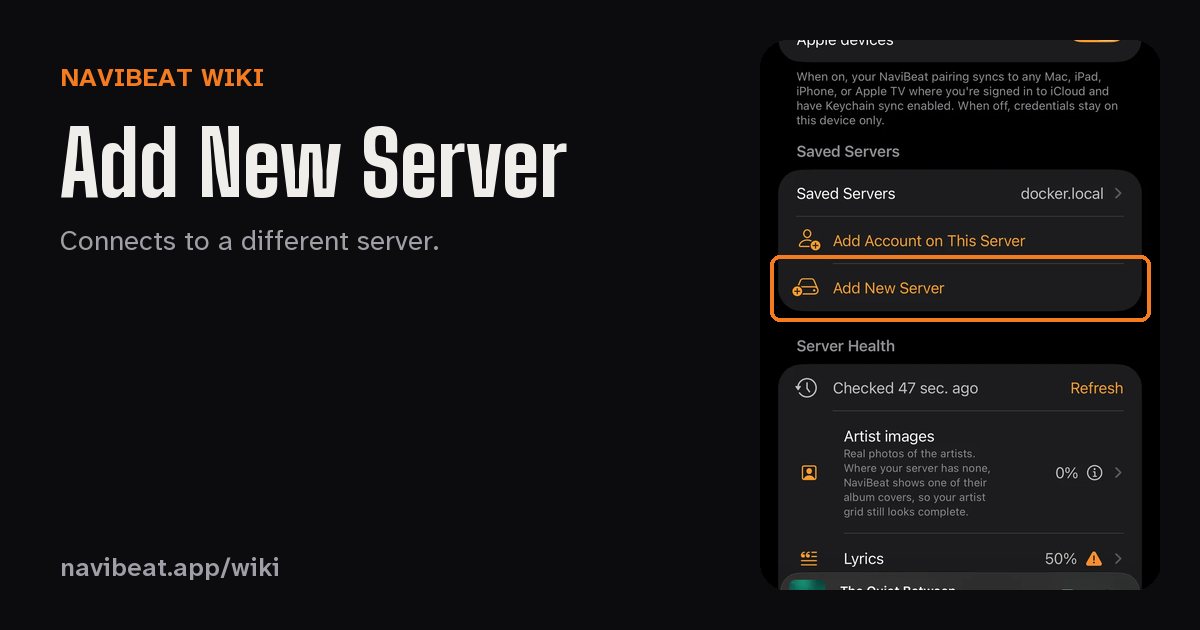 NAVIBEAT WIKI
Add New Server
Connects to a different server.
navibeat.app/wiki
Apple devices
When on, your NaviBeat pairing syncs to any Mac, iPad,
iPhone, or Apple TV where you're signed in to iCloud and
have Keychain sync enabled. When off, credentials stay on
this device only.
Saved Servers
Saved Servers docker.local
Add Account on This Server
Add New Server
Server Health
Checked 47 sec. ago Refresh
Artist images
Real photos of the artists.
Where your server has none,
NaviBeat shows one of their
album covers, so your artist
grid still looks complete.
0%
Lyrics 50%
The Quiet Between